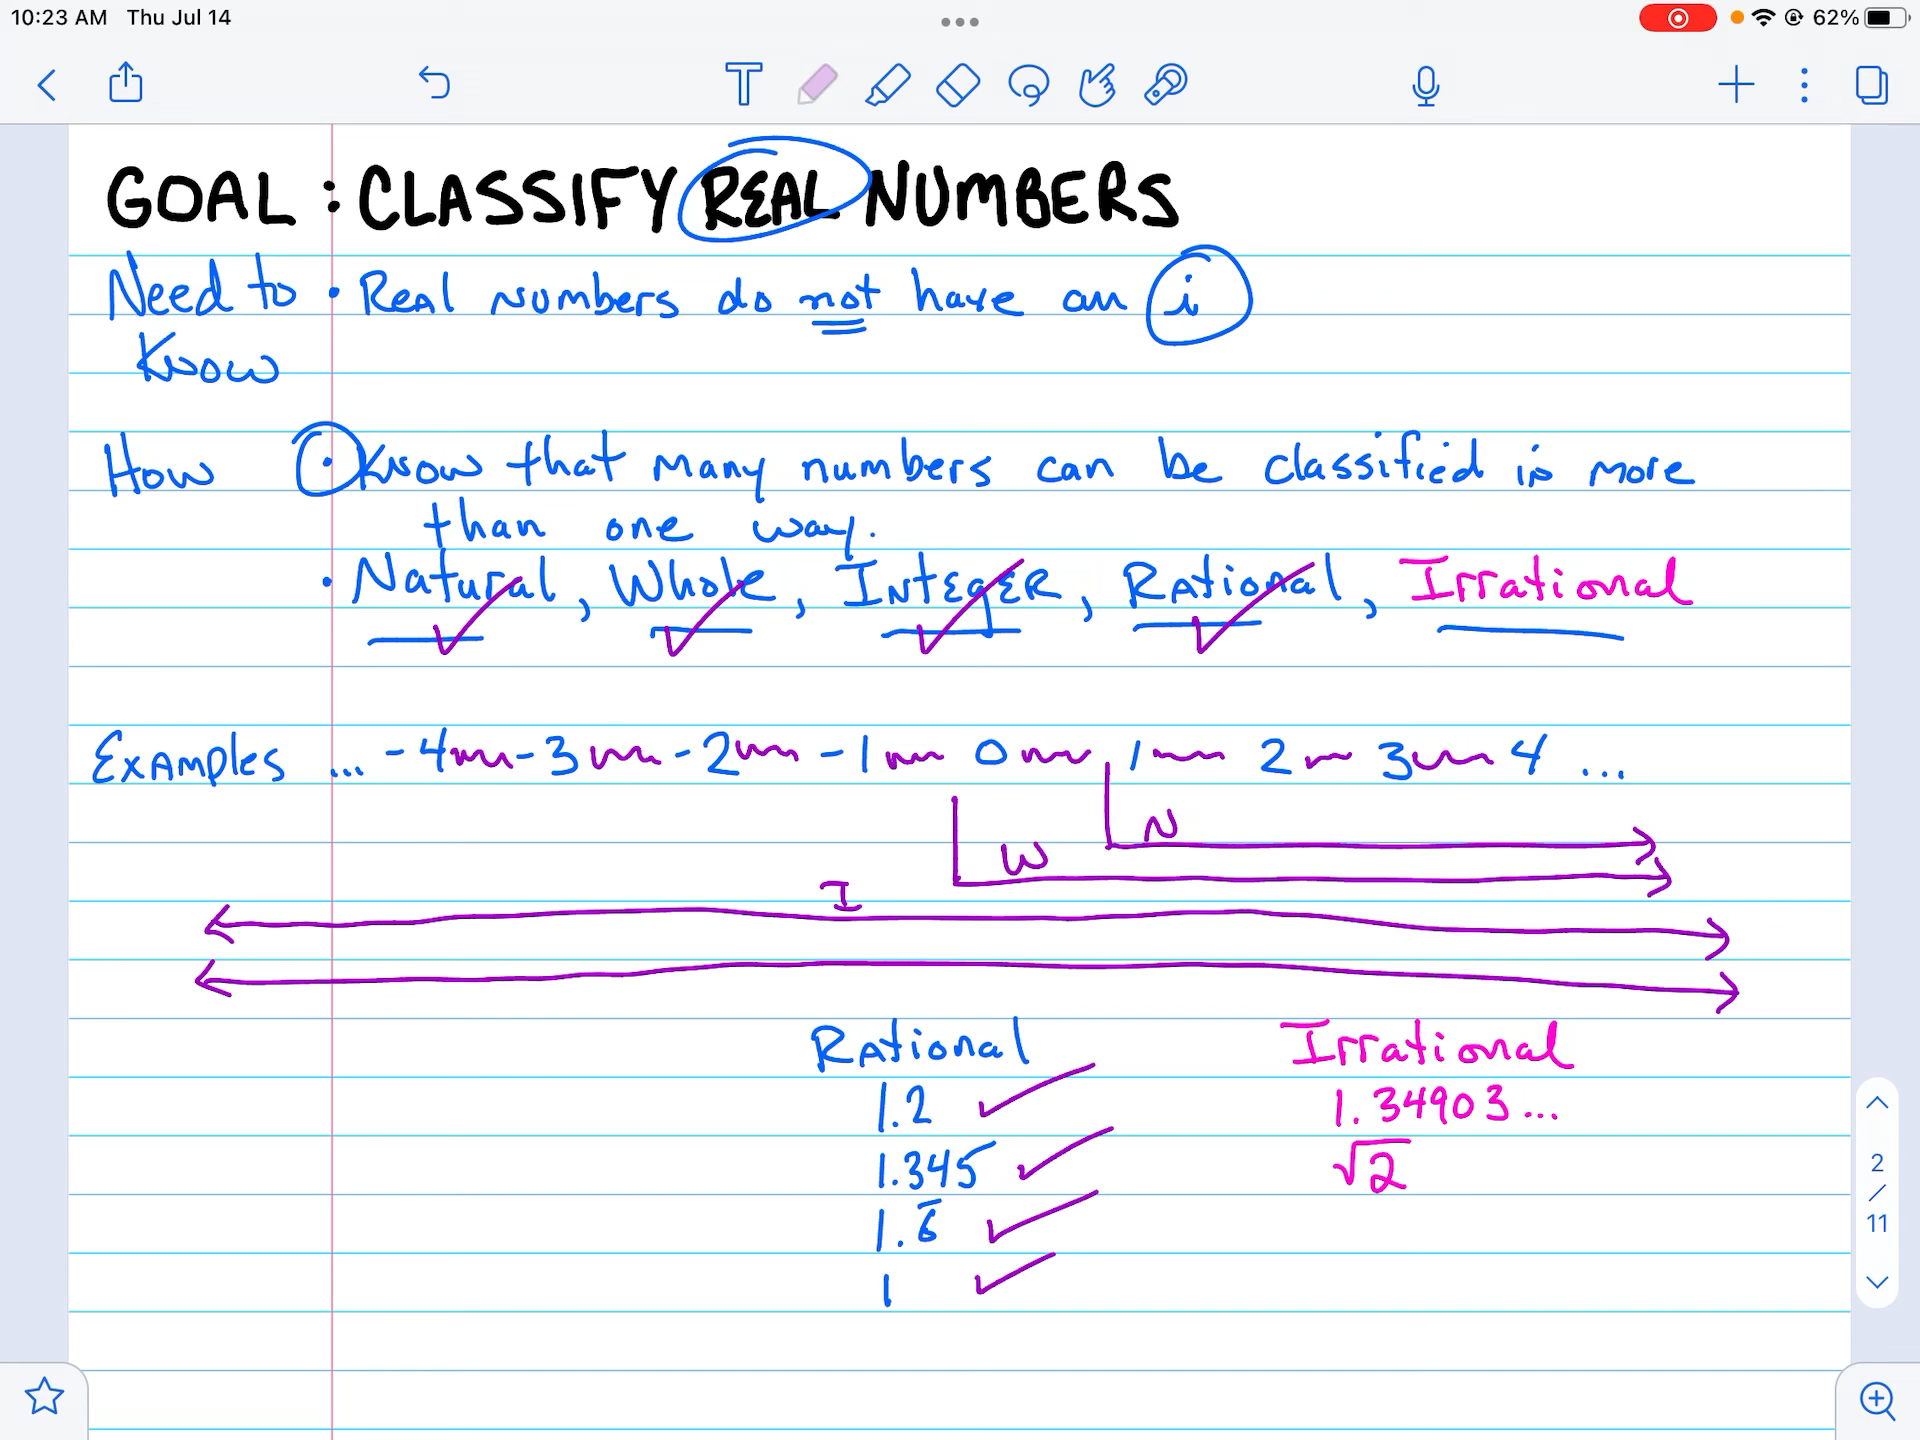 10:23 AM Thu Jul 14 62%
T
GOAL : CLASSIFY REAL NUMBERS
Need to • Real numbers do not have an i
Know
How • Know that many numbers can be classified in more
than one way.
• Natural, Whole, Integer, Rational, Irrational
Examples ... -4 -3 -2 -1 0 1 2 3 4 ...
N
W
I
Rational Irrational
1.2 1.34903...
1.345 √2
1.6̅
1
2
/
11